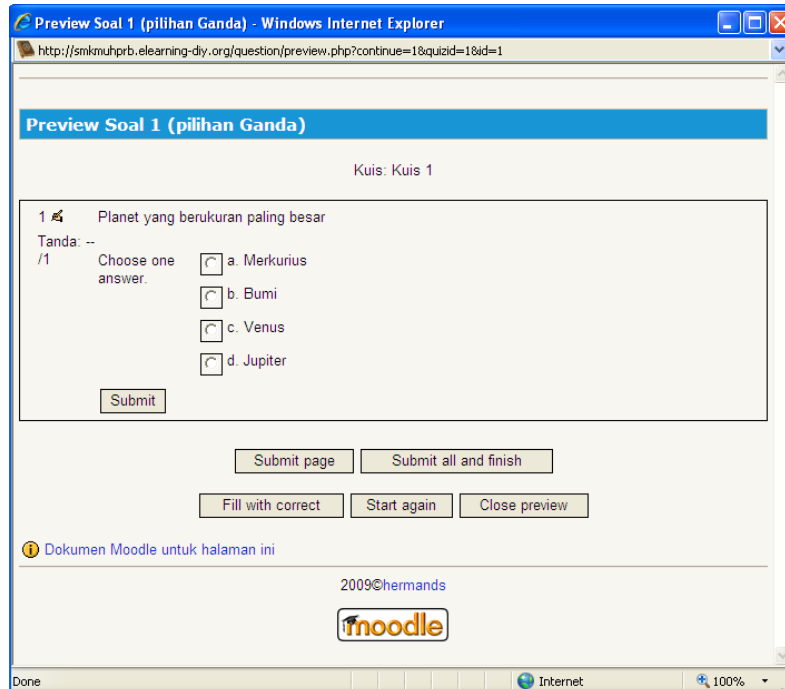 Preview Soal 1 (pilihan Ganda) - Windows Internet Explorer
http://smkmuhprb.elearning-diy.org/question/preview.php?continue=1&quizid=1&id=1
Preview Soal 1 (pilihan Ganda)
Kuis: Kuis 1
1 Planet yang berukuran paling besar
Tanda: --
/1
Choose one
answer.
a. Merkurius
b. Bumi
c. Venus
d. Jupiter
Submit
Submit page Submit all and finish
Fill with correct Start again Close preview
Dokumen Moodle untuk halaman ini
2009©hermands
moodle
Done Internet 100%